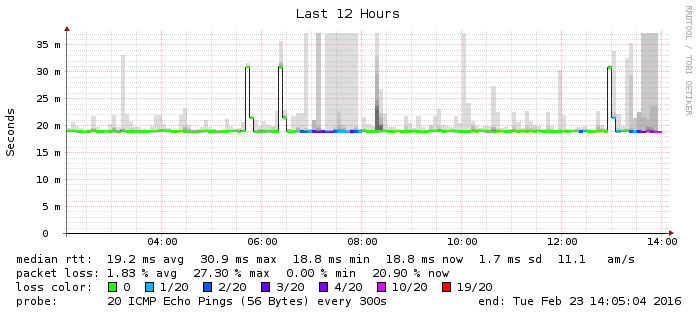 Last 12 Hours
RRDTOOL / TOBI OETIKER
Seconds
35 m
30 m
25 m
20 m
15 m
10 m
5 m
0
04:00 06:00 08:00 10:00 12:00 14:00
median rtt: 19.2 ms avg 30.9 ms max 18.8 ms min 18.8 ms now 1.7 ms sd 11.1 am/s
packet loss: 1.83 % avg 27.30 % max 0.00 % min 20.90 % now
loss color: 0 1/20 2/20 3/20 4/20 10/20 19/20
probe: 20 ICMP Echo Pings (56 Bytes) every 300s end: Tue Feb 23 14:05:04 2016